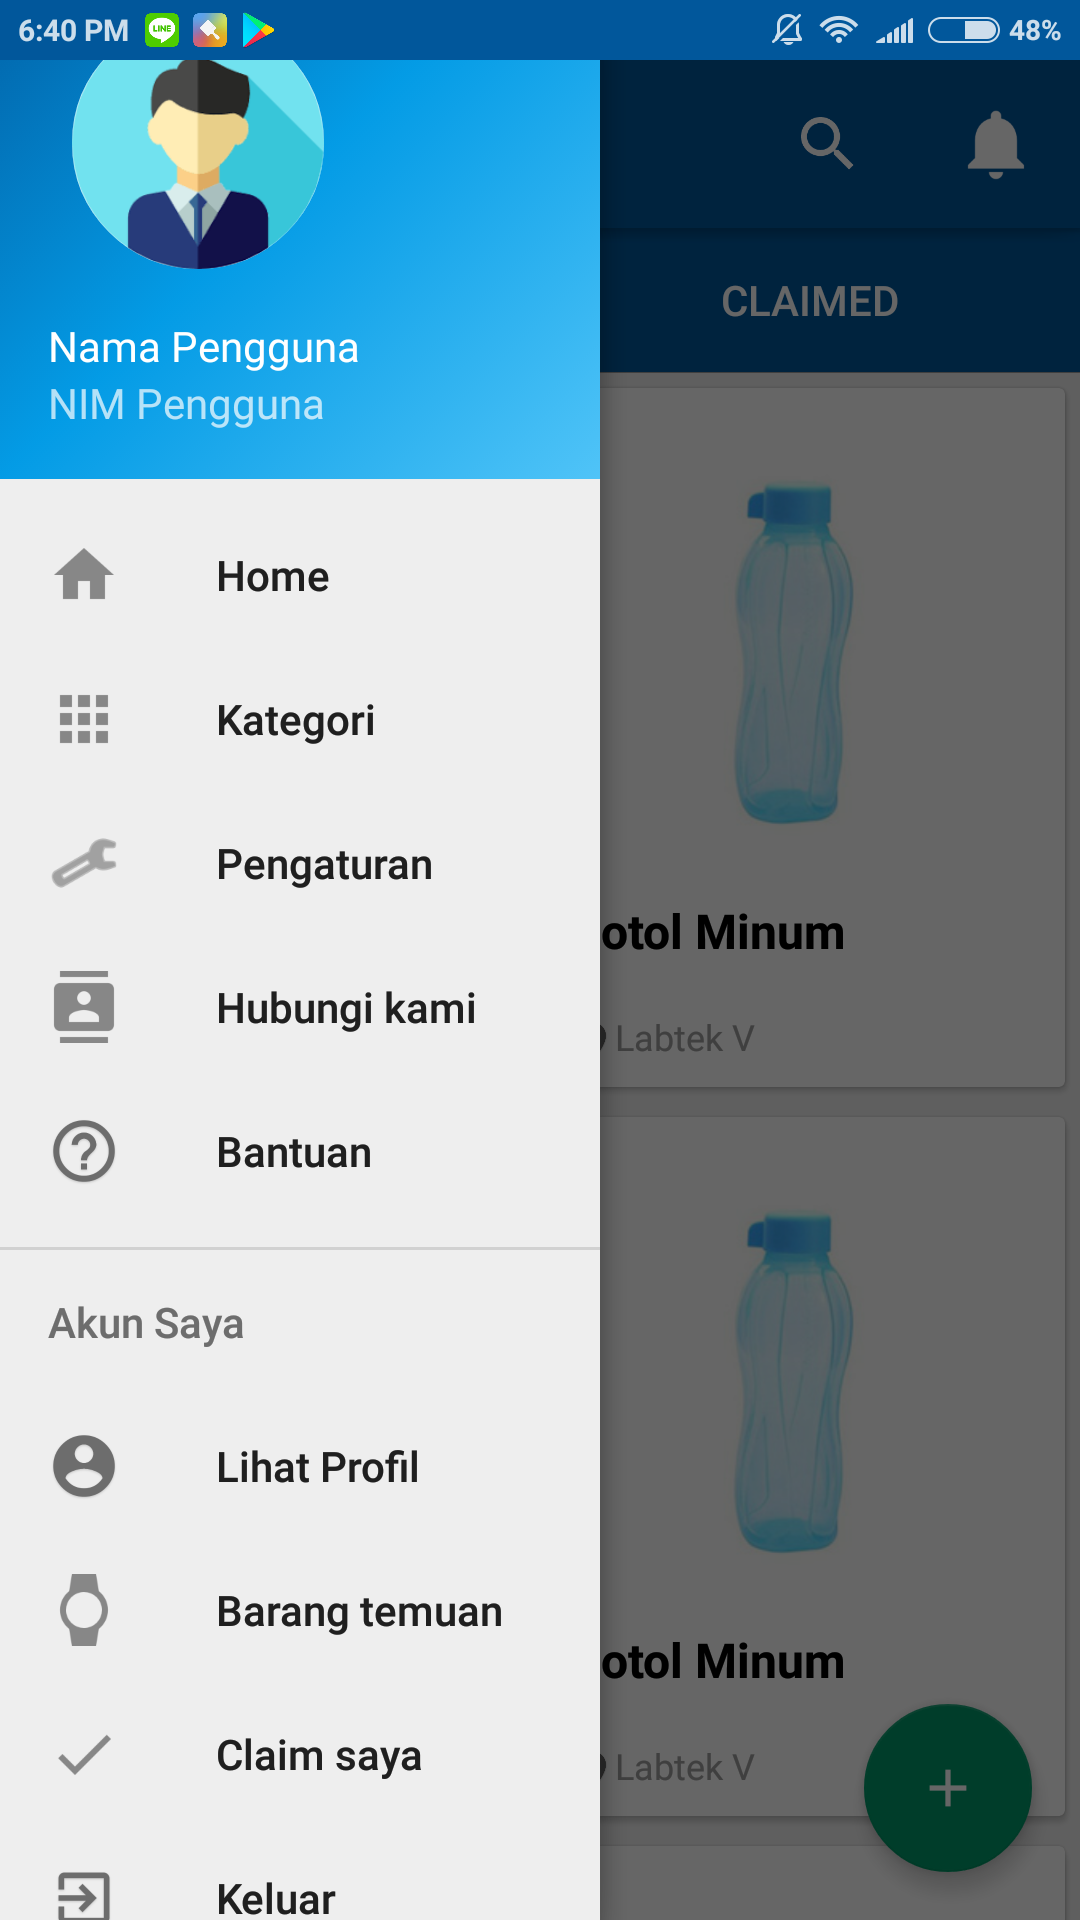 6:40 PM
LINE
48%
CLAIMED
Nama Pengguna
NIM Pengguna
Home
Kategori
Pengaturan
Hubungi kami
Bantuan
Akun Saya
Lihat Profil
Barang temuan
Claim saya
Keluar
otol Minum
Labtek V
otol Minum
Labtek V